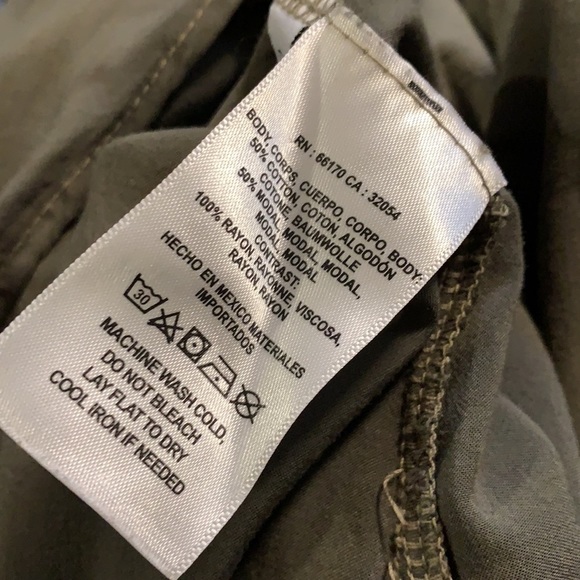 RN : 66170 CA : 32054
BODY, CORPS, CUERPO, CORPO, BODY:
50% COTTON, COTON, ALGODÓN
COTONE, BAUMWOLLE
50% MODAL, MODAL, MODAL,
MODAL, MODAL
CONTRAST:
100% RAYON, RAYONNE, VISCOSA,
RAYON RAYON
HECHO EN MEXICO MATERIALES
IMPORTADOS
30
MACHINE WASH COLD,
DO NOT BLEACH
LAY FLAT TO DRY
COOL IRON IF NEEDED